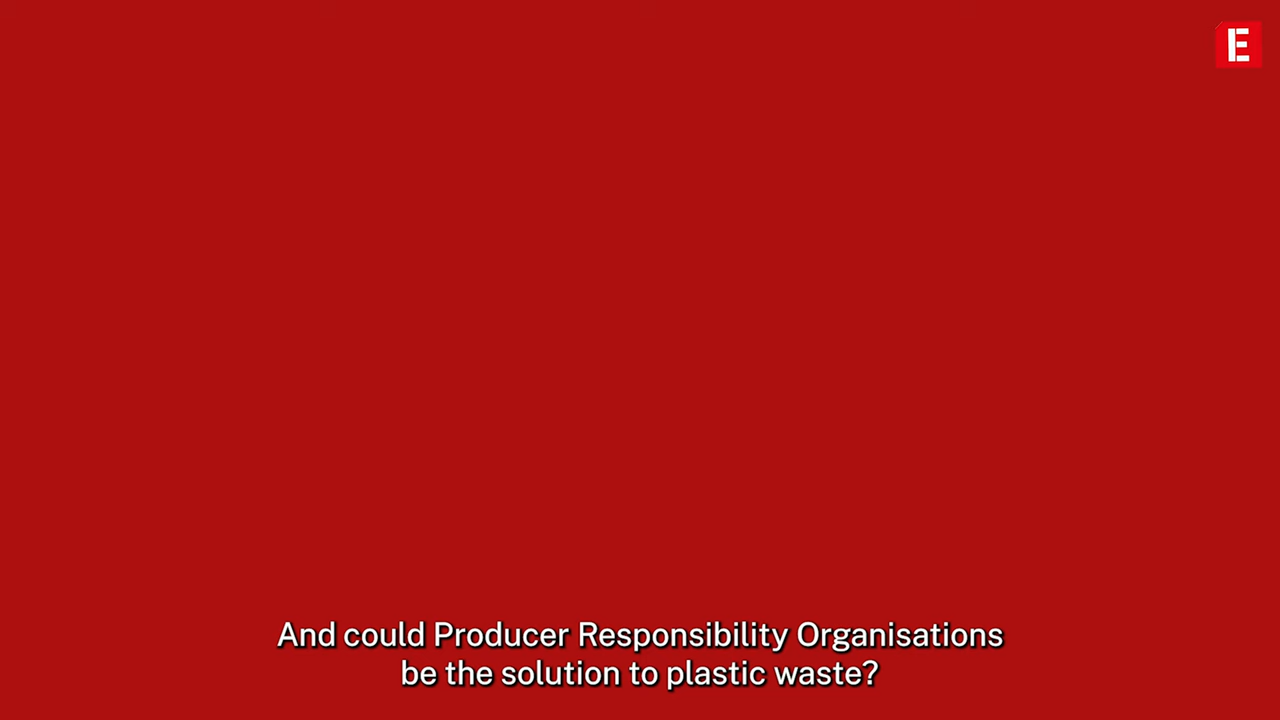 E
And could Producer Responsibility Organisations
be the solution to plastic waste?